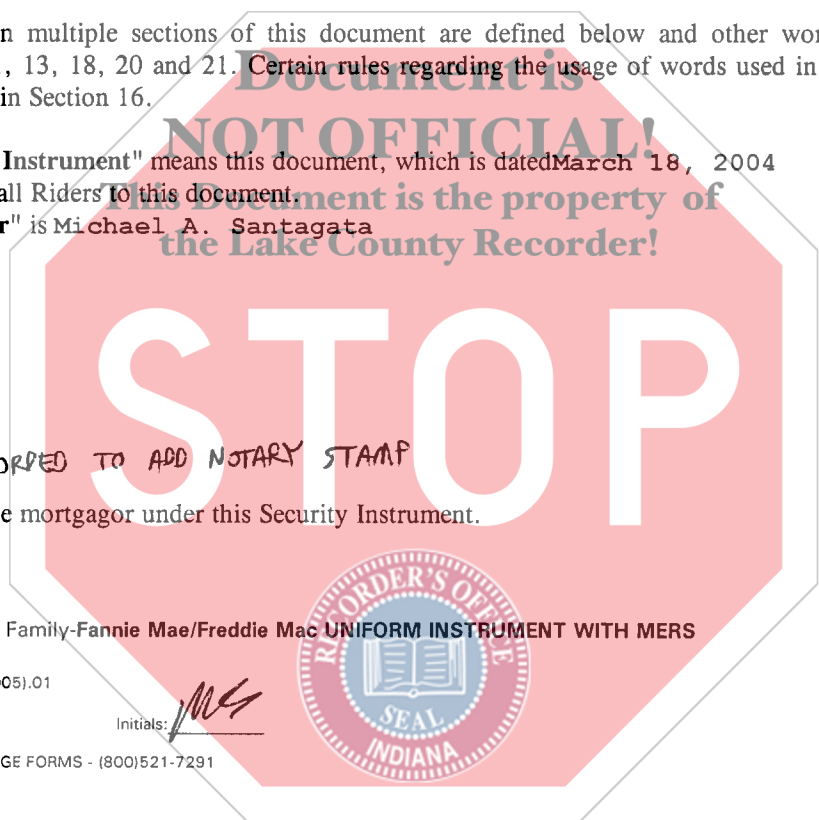 n multiple sections of this document are defined below and other wor
, 13, 18, 20 and 21. Certain rules regarding the usage of words used in
in Section 16.
Document is
NOT OFFICIAL!
Instrument" means this document, which is dated March 18, 2004
all Riders to this document.
This Document is the property of
r" is Michael A. Santagata
the Lake County Recorder!
STOP
ORDED TO ADD NOTARY STAMP
e mortgagor under this Security Instrument.
RECORDER'S OFFICE
Family-Fannie Mae/Freddie Mac UNIFORM INSTRUMENT WITH MERS
005).01
Initials:
SEAL
INDIANA
GE FORMS - (800)521-7291